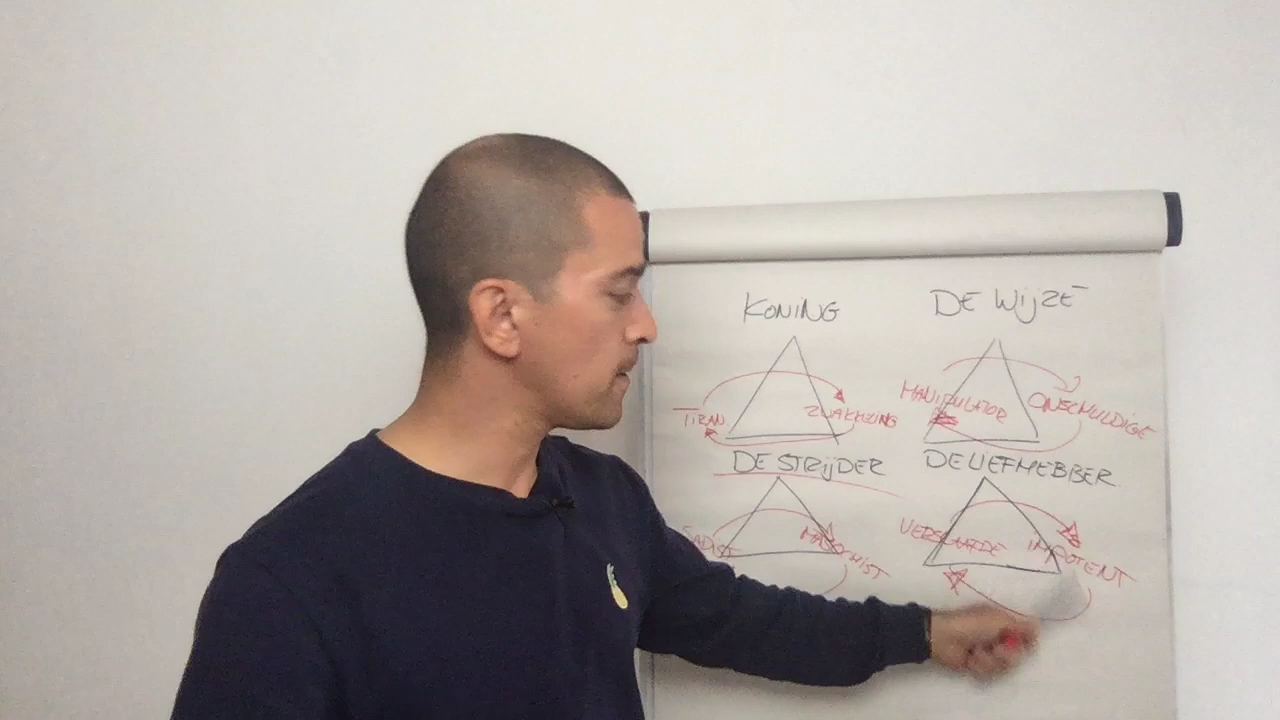 KONING
DE WIJZE
TIRAN
ZWAKKELING
MANIPULATOR
ONSCHULDIGE
DE STRIJDER
DE LIEFHEBBER
SADIST
MASOCHIST
VERSLAAFDE
IMPOTENT